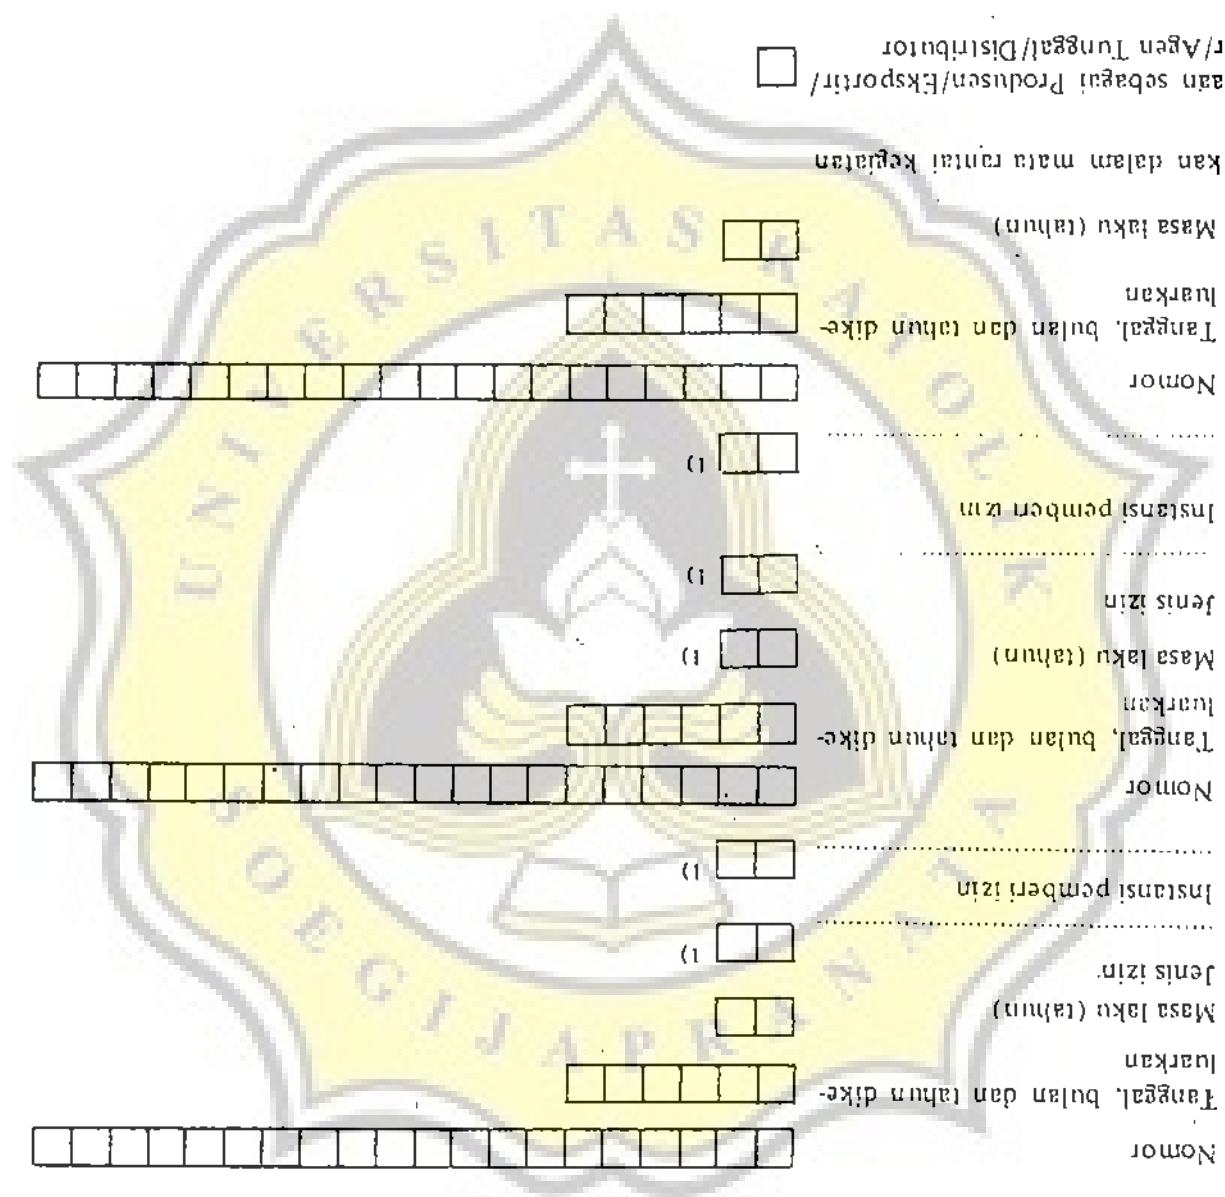 Nomor
Tanggal, bulan dan tahun dike-
luarkan
Masa laku (tahun)
Jenis izin
.................... 1)
Instansi pemberi izin
.................... 1)
Nomor
Tanggal, bulan dan tahun dike-
luarkan
Masa laku (tahun) 1)
Jenis izin
.................... 1)
Instansi pemberi izin
.................... 1)
Nomor
Tanggal, bulan dan tahun dike-
luarkan
Masa laku (tahun)
kan dalam mata rantai kegiatan
aan sebagai Produsen/Eksportir/
r/Agen Tunggal/Distributor
UNIVERSITAS KATOLIK
SOEGIJAPRANATA